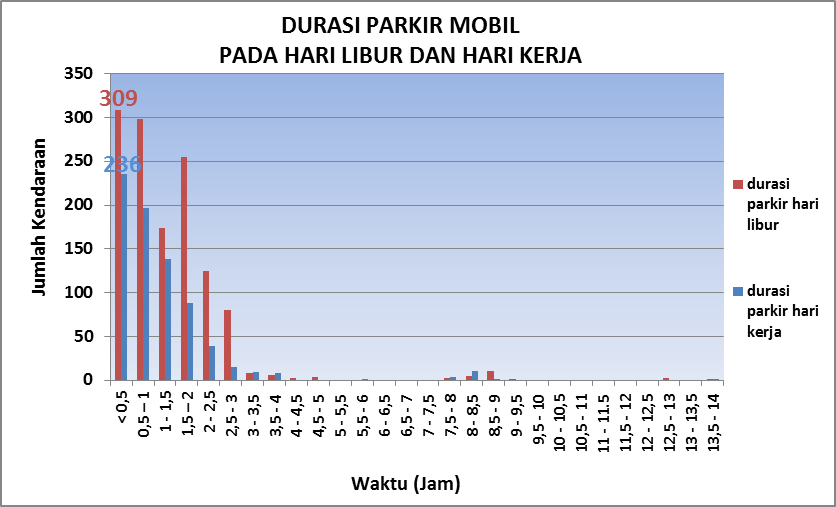 DURASI PARKIR MOBIL
PADA HARI LIBUR DAN HARI KERJA
350
300
250
200
150
100
50
0
309
236
Jumlah Kendaraan
< 0,5
0,5 – 1
1 - 1,5
1,5 – 2
2 - 2,5
2,5 - 3
3 - 3,5
3,5 - 4
4 - 4,5
4,5 - 5
5 - 5,5
5,5 - 6
6 - 6,5
6,5 - 7
7 - 7,5
7,5 - 8
8 - 8,5
8,5 - 9
9 - 9,5
9,5 - 10
10 - 10,5
10,5 - 11
11 - 11.5
11,5 - 12
12 - 12,5
12,5 - 13
13 - 13,5
13,5 - 14
Waktu (Jam)
durasi
parkir hari
libur
durasi
parkir hari
kerja